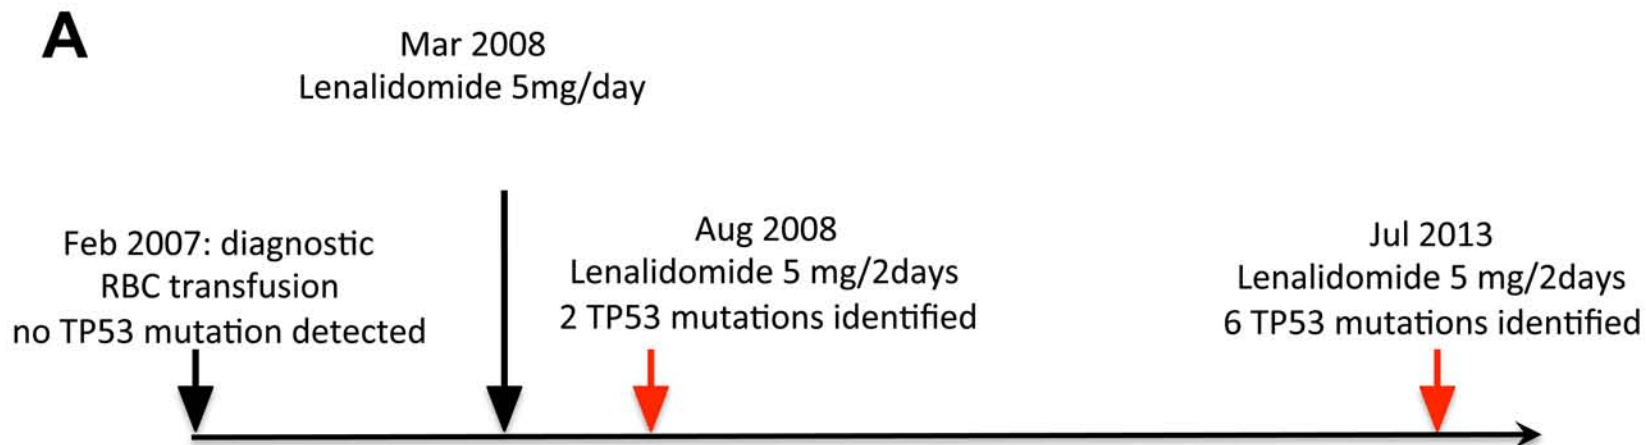 A
Mar 2008
Lenalidomide 5mg/day
Feb 2007: diagnostic
RBC transfusion
no TP53 mutation detected
Aug 2008
Lenalidomide 5 mg/2days
2 TP53 mutations identified
Jul 2013
Lenalidomide 5 mg/2days
6 TP53 mutations identified